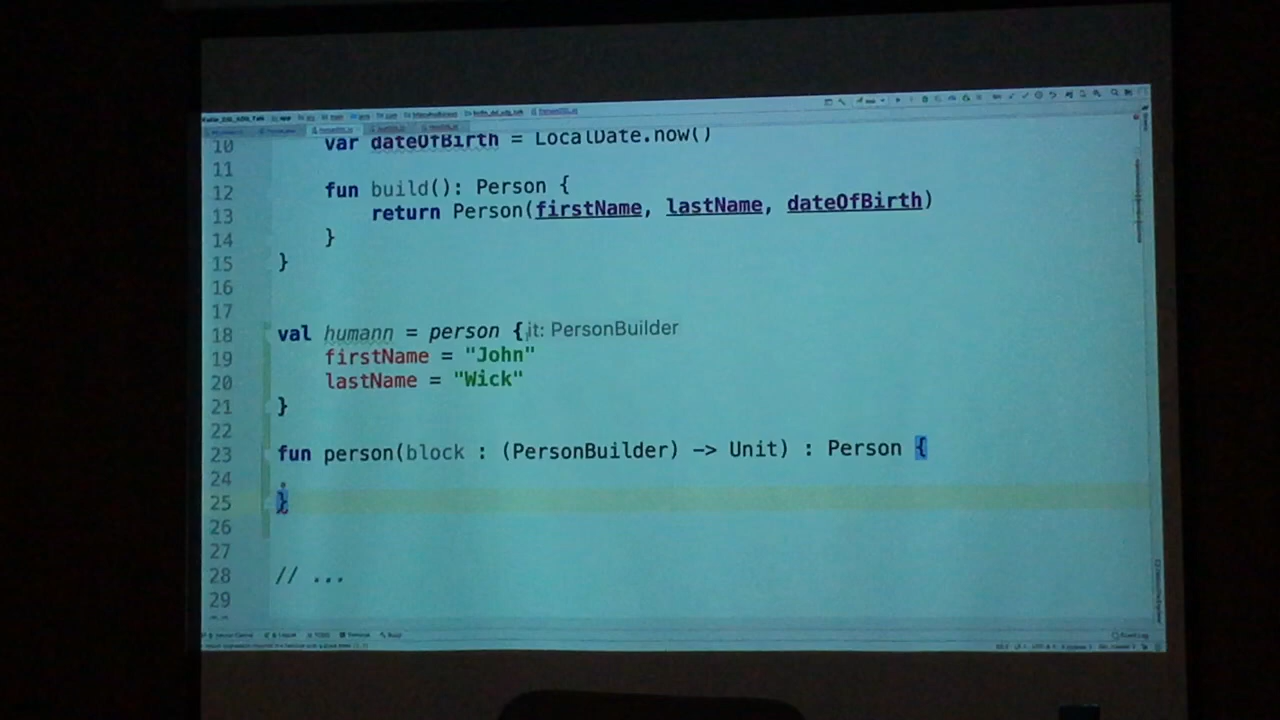 10 var dateOfBirth = LocalDate.now()
11
12 fun build(): Person {
13 return Person(firstName, lastName, dateOfBirth)
14 }
15 }
16
17
18 val humann = person { it: PersonBuilder
19 firstName = "John"
20 lastName = "Wick"
21 }
22
23 fun person(block : (PersonBuilder) -> Unit) : Person {
24
25 }
26
27
28 // ...
29